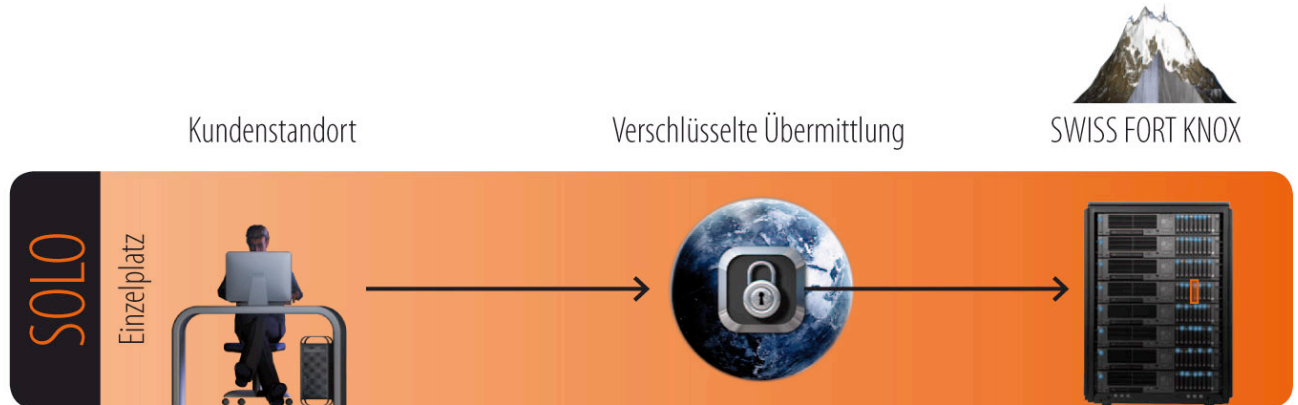 Kundenstandort
Verschlüsselte Übermittlung
SWISS FORT KNOX
SOLO
Einzelplatz